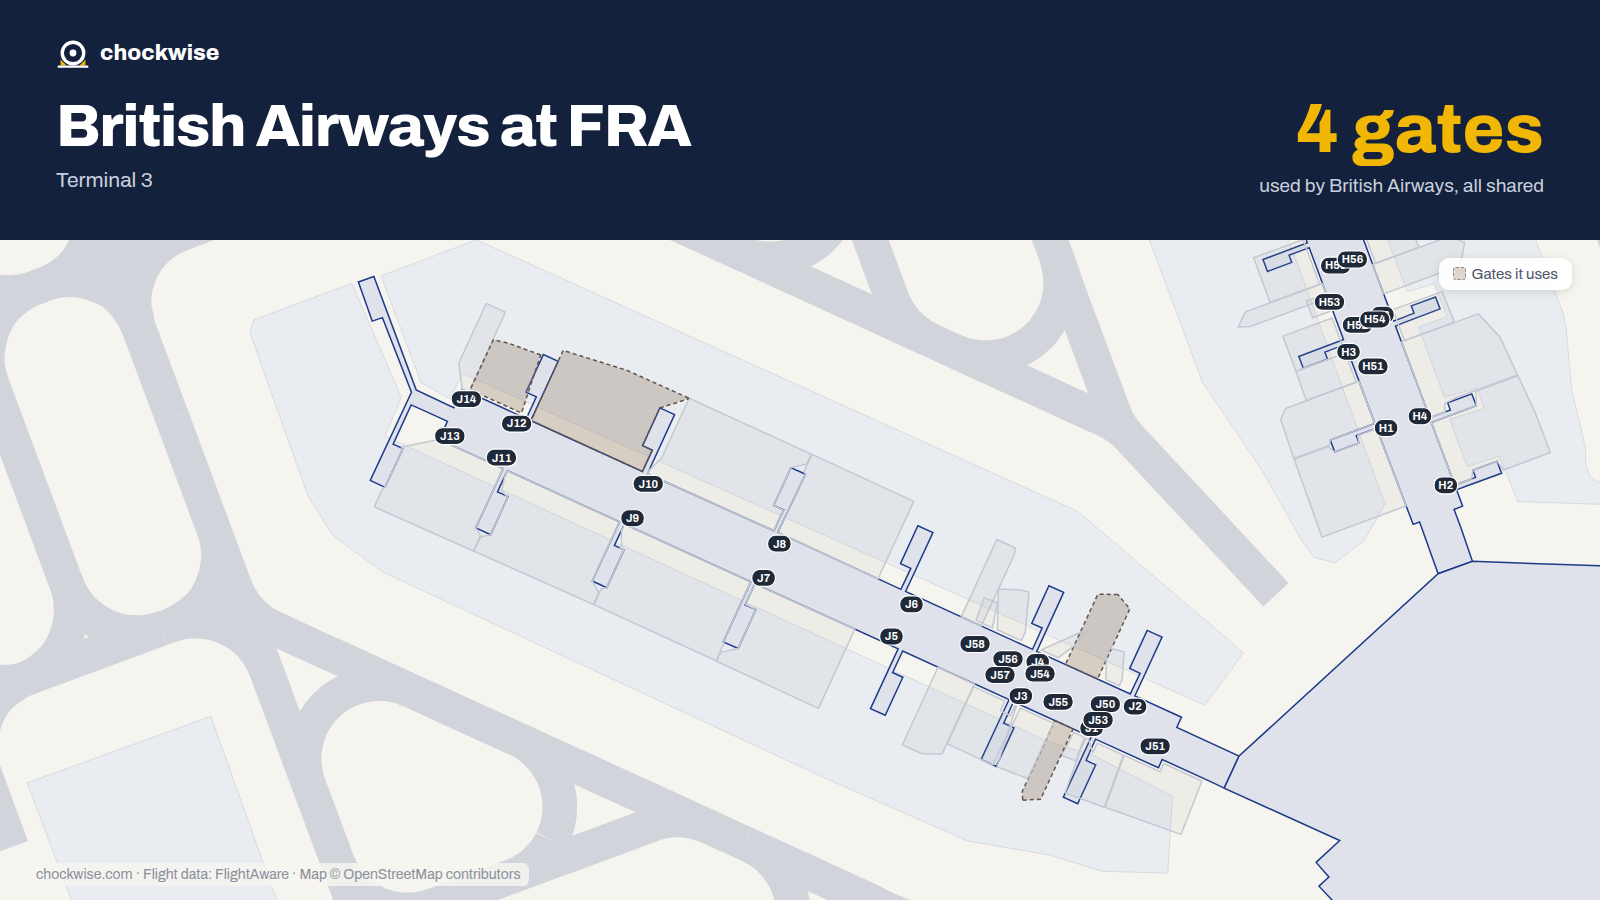 chockwise
British Airways at FRA
Terminal 3
4 gates
used by British Airways, all shared
Gates it uses
H56
H53
H54
H3
H51
H4
H1
H2
J14
J12
J13
J11
J10
J9
J8
J7
J6
J5
J58
J56
J4
J57
J54
J3
J55
J50
J2
J53
J51
chockwise.com · Flight data: FlightAware · Map © OpenStreetMap contributors